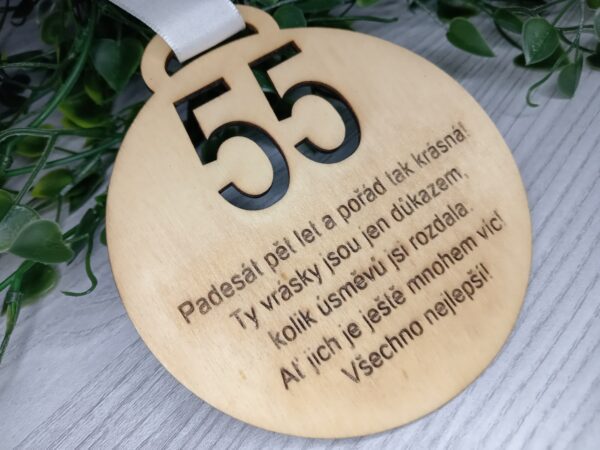 55
Padesát pět let a pořád tak krásná!
Ty vrásky jsou jen důkazem,
kolik úsměvů jsi rozdala.
Ať jich je ještě mnohem víc!
Všechno nejlepší!